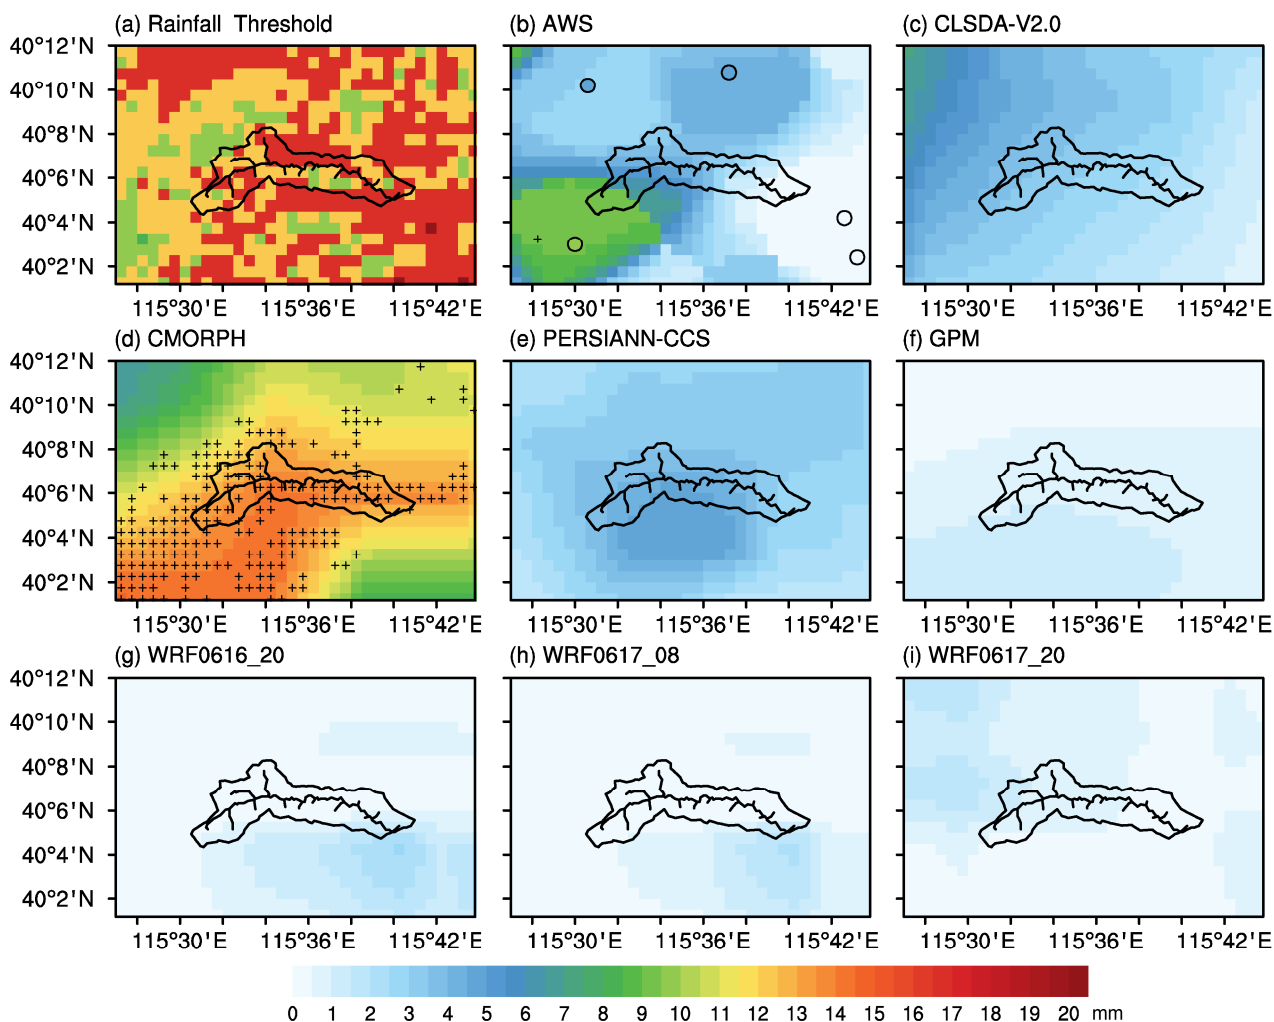 (a) Rainfall Threshold
(b) AWS
(c) CLSDA-V2.0
40°12'N
40°10'N
40°8'N
40°6'N
40°4'N
40°2'N
115°30'E 115°36'E 115°42'E
115°30'E 115°36'E 115°42'E
115°30'E 115°36'E 115°42'E
(d) CMORPH
(e) PERSIANN-CCS
(f) GPM
40°12'N
40°10'N
40°8'N
40°6'N
40°4'N
40°2'N
115°30'E 115°36'E 115°42'E
115°30'E 115°36'E 115°42'E
115°30'E 115°36'E 115°42'E
(g) WRF0616_20
(h) WRF0617_08
(i) WRF0617_20
40°12'N
40°10'N
40°8'N
40°6'N
40°4'N
40°2'N
115°30'E 115°36'E 115°42'E
115°30'E 115°36'E 115°42'E
115°30'E 115°36'E 115°42'E
0 1 2 3 4 5 6 7 8 9 10 11 12 13 14 15 16 17 18 19 20 mm